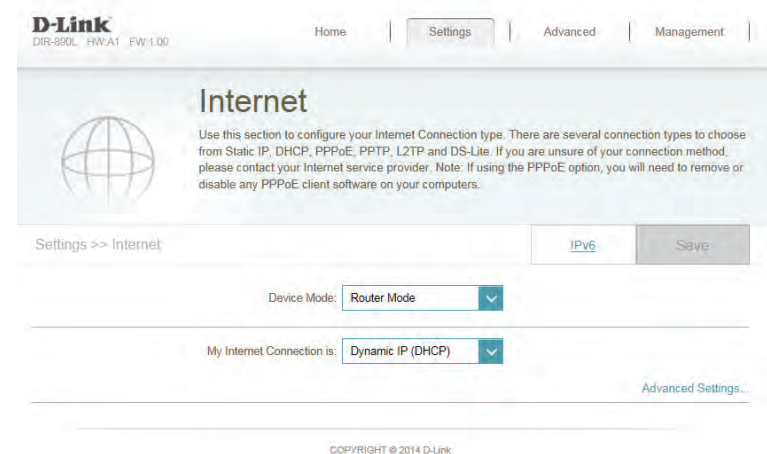 D-Link
DIR-890L HW:A1 FW:1.00
Home | Settings | Advanced | Management |
Internet
Use this section to configure your Internet Connection type. There are several connection types to choose
from Static IP, DHCP, PPPoE, PPTP, L2TP and DS-Lite. If you are unsure of your connection method,
please contact your Internet service provider. Note: If using the PPPoE option, you will need to remove or
disable any PPPoE client software on your computers.
Settings >> Internet
IPv6
Save
Device Mode: Router Mode
My Internet Connection is: Dynamic IP (DHCP)
Advanced Settings...
COPYRIGHT © 2014 D-Link